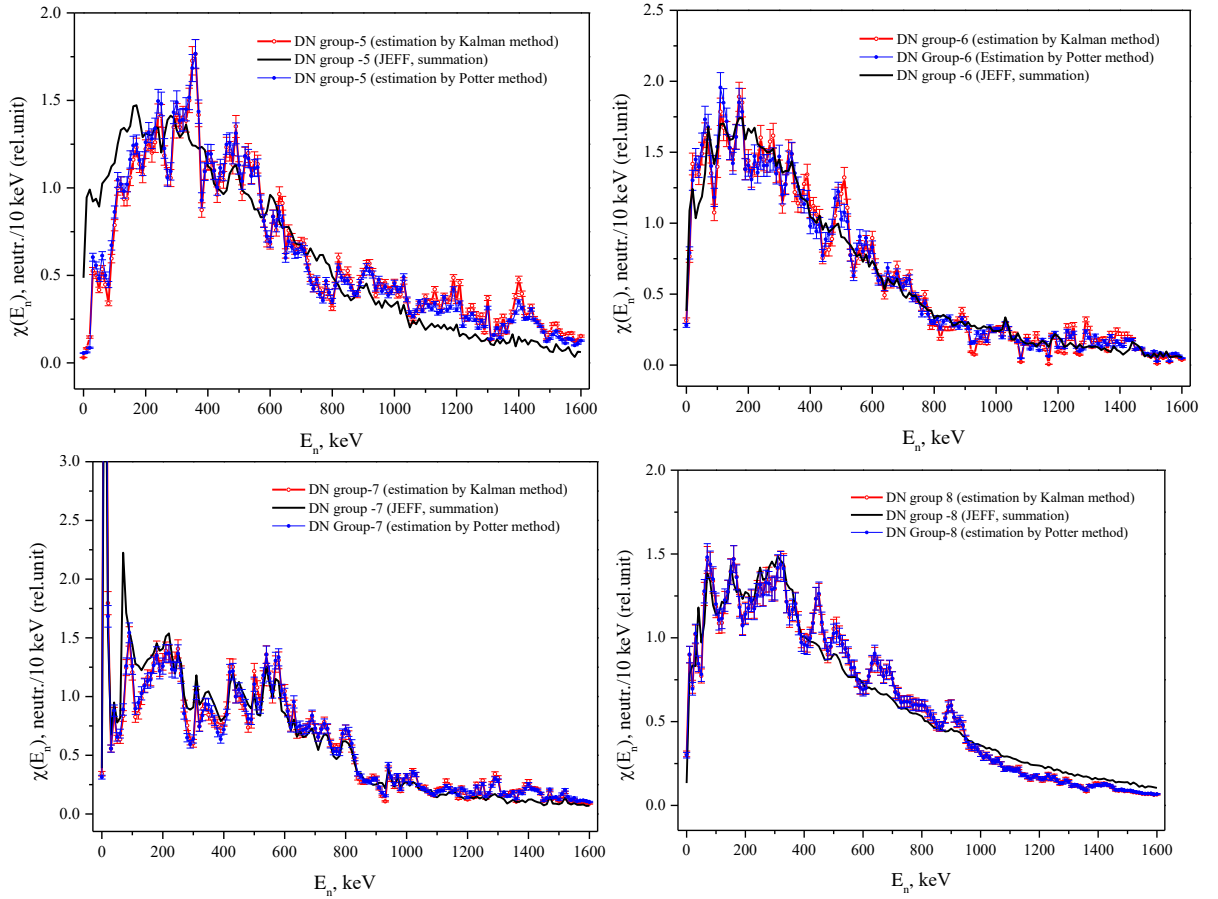 DN group-5 (estimation by Kalman method)
DN group -5 (JEFF, summation)
DN group-5 (estimation by Potter method)
2.0
1.5
1.0
0.5
0.0
χ(Eₙ), neutr./10 keV (rel.unit)
0 200 400 600 800 1000 1200 1400 1600
Eₙ, keV
DN group-6 (estimation by Kalman method)
DN Group-6 (Estimation by Potter method)
DN group -6 (JEFF, summation)
2.5
2.0
1.5
1.0
0.5
0.0
χ(Eₙ), neutr./10 keV (rel.unit)
0 200 400 600 800 1000 1200 1400 1600
Eₙ, keV
DN group-7 (estimation by Kalman method)
DN group -7 (JEFF, summation)
DN Group-7 (estimation by Potter method)
3.0
2.5
2.0
1.5
1.0
0.5
0.0
χ(Eₙ), neutr./10 keV (rel.unit)
0 200 400 600 800 1000 1200 1400 1600
Eₙ, keV
DN group 8 (estimation by Kalman method)
DN group -8 (JEFF, summation)
DN Group-8 (estimation by Potter method)
2.0
1.5
1.0
0.5
0.0
χ(Eₙ), neutr./10 keV (rel.unit)
0 200 400 600 800 1000 1200 1400 1600
Eₙ, keV